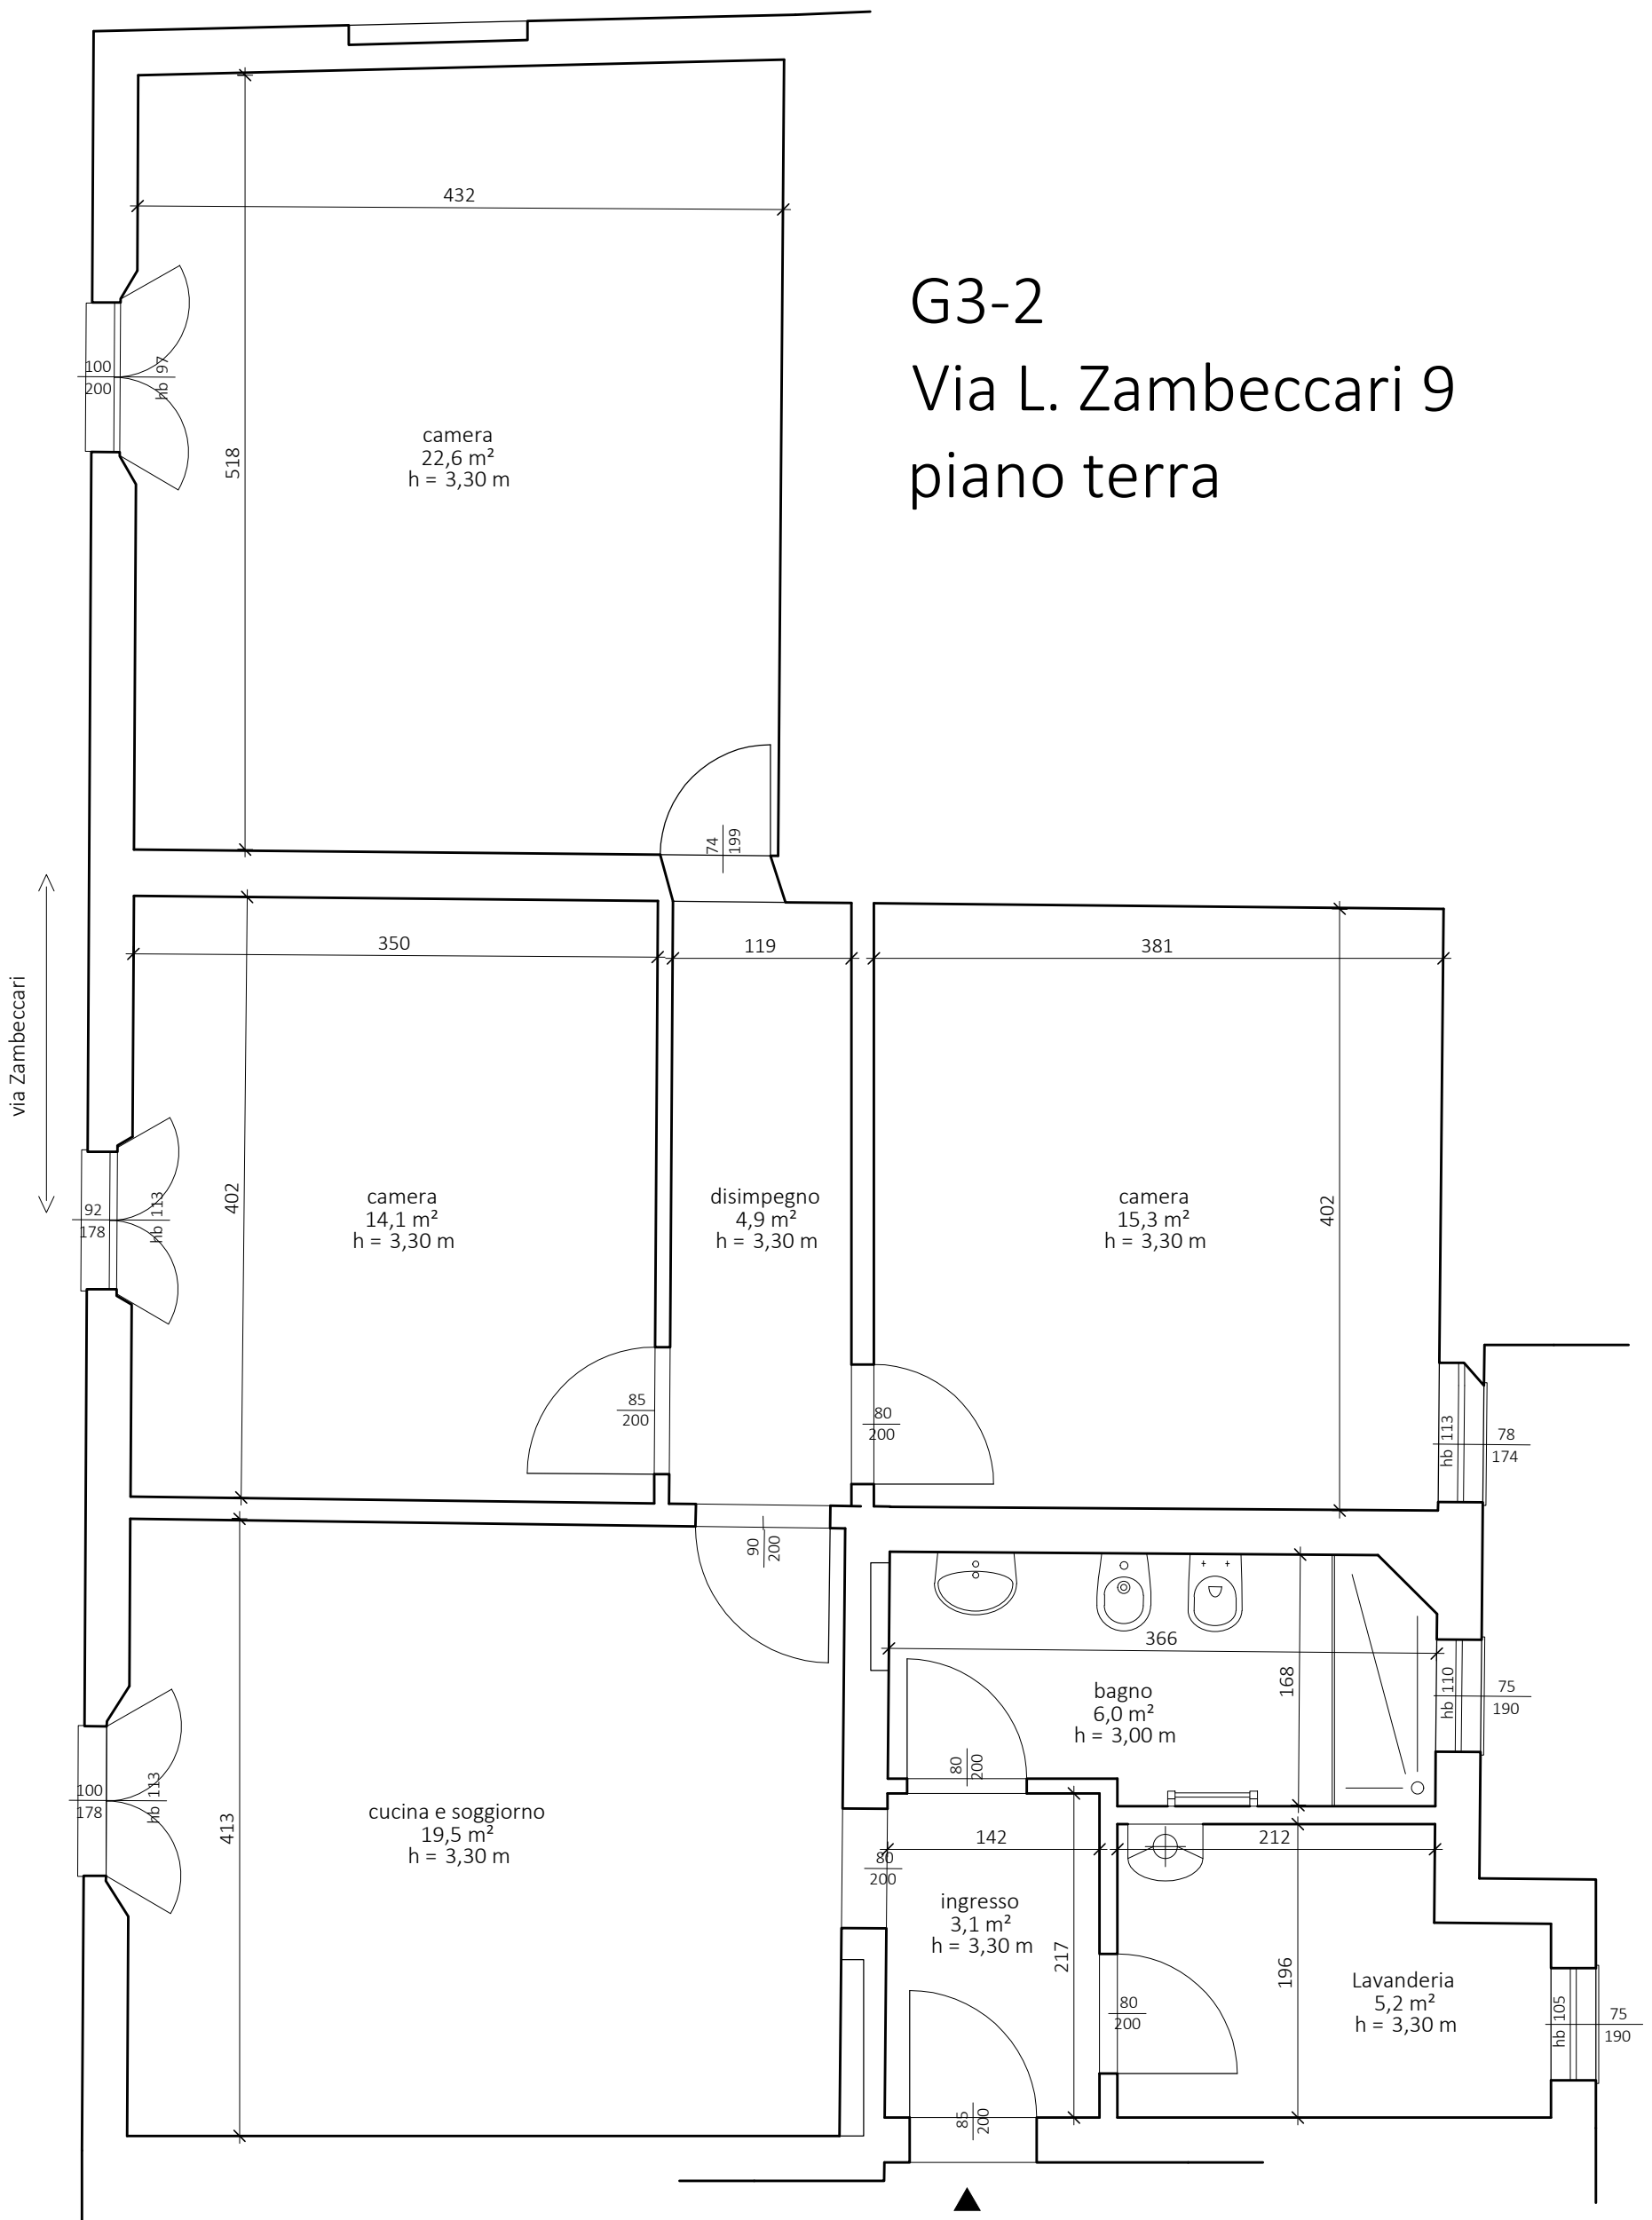 432
G3-2
Via L. Zambeccari 9
piano terra
100
200
hb 97
camera
22,6 m²
h = 3,30 m
518
74
199
via Zambeccari
350
119
381
402
camera
14,1 m²
h = 3,30 m
disimpegno
4,9 m²
h = 3,30 m
camera
15,3 m²
h = 3,30 m
402
92
178
hb 113
85
200
80
200
hb 113
78
174
90
200
366
168
bagno
6,0 m²
h = 3,00 m
hb 110
75
190
80
200
100
178
hb 113
413
cucina e soggiorno
19,5 m²
h = 3,30 m
142
212
80
200
ingresso
3,1 m²
h = 3,30 m
217
196
Lavanderia
5,2 m²
h = 3,30 m
80
200
hb 105
75
190
85
200